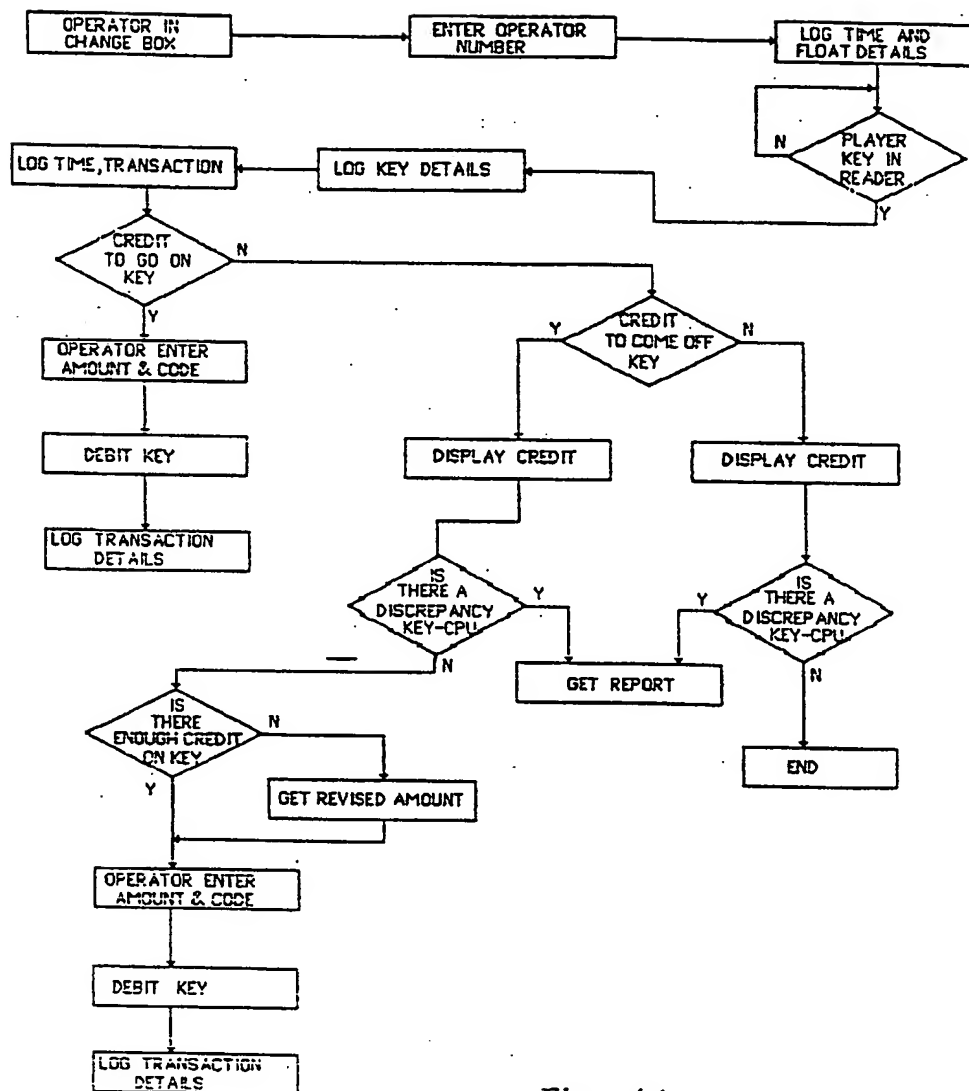 OPERATOR IN
CHANGE BOX
ENTER OPERATOR
NUMBER
LOG TIME AND
FLOAT DETAILS
PLAYER
KEY IN
READER
N
Y
LOG KEY DETAILS
LOG TIME, TRANSACTION
CREDIT
TO GO ON
KEY
N
Y
OPERATOR ENTER
AMOUNT & CODE
DEBIT KEY
LOG TRANSACTION
DETAILS
CREDIT
TO COME OFF
KEY
Y
N
DISPLAY CREDIT
DISPLAY CREDIT
IS
THERE A
DISCREPANCY
KEY-CPU
Y
N
IS
THERE A
DISCREPANCY
KEY-CPU
Y
N
GET REPORT
END
IS
THERE
ENOUGH CREDIT
ON KEY
N
Y
GET REVISED AMOUNT
OPERATOR ENTER
AMOUNT & CODE
DEBIT KEY
LOG TRANSACTION
DETAILS